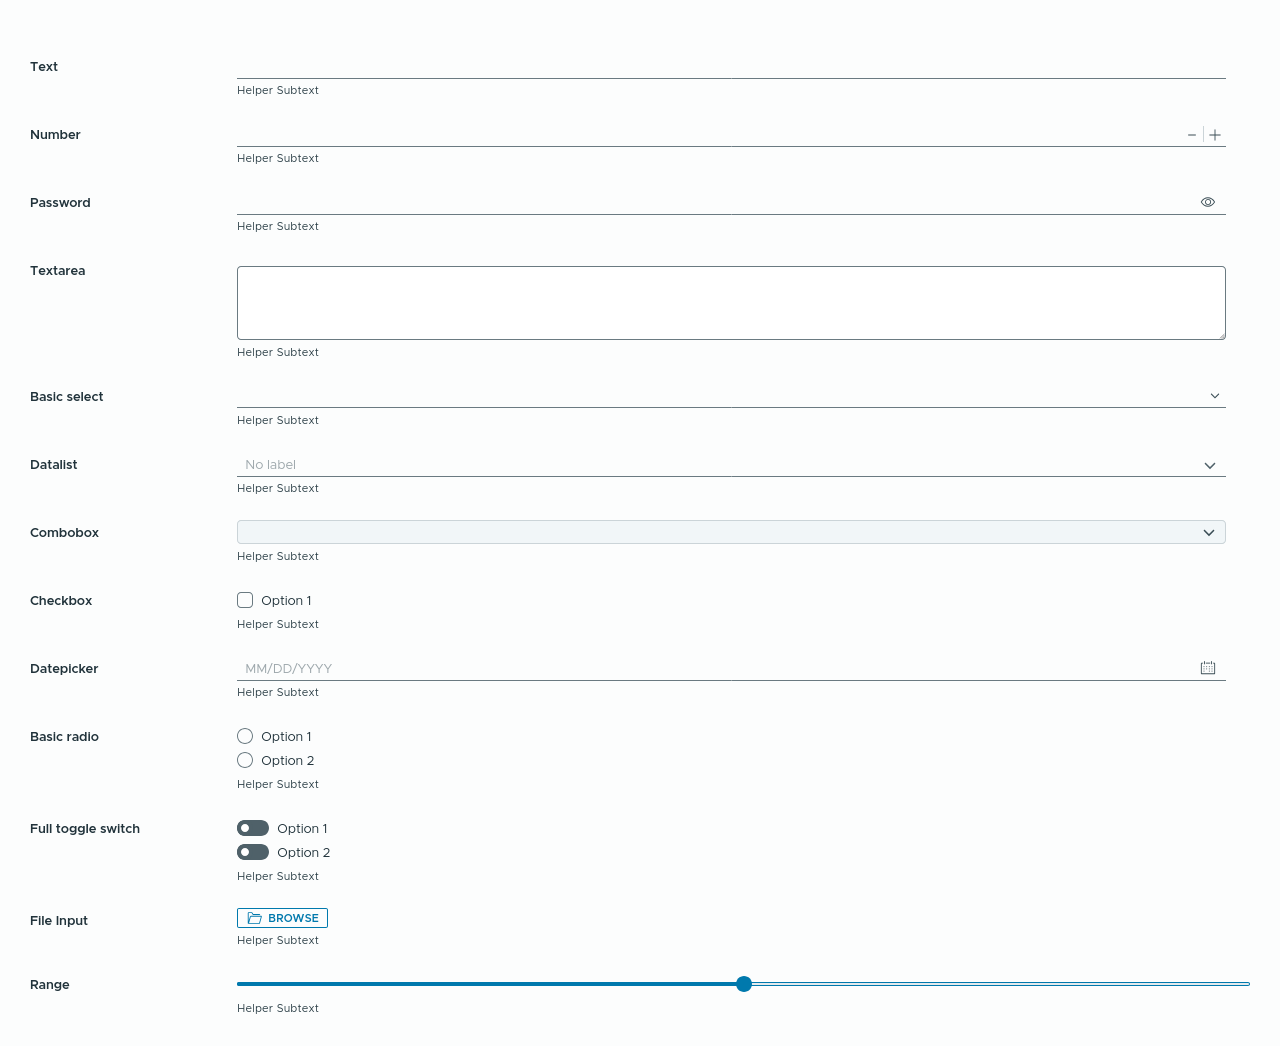 Text
Helper Subtext
Number
Helper Subtext
Password
Helper Subtext
Textarea
Helper Subtext
Basic select
Helper Subtext
Datalist
No label
Helper Subtext
Combobox
Helper Subtext
Checkbox
Option 1
Helper Subtext
Datepicker
MM/DD/YYYY
Helper Subtext
Basic radio
Option 1
Option 2
Helper Subtext
Full toggle switch
Option 1
Option 2
Helper Subtext
File Input
BROWSE
Helper Subtext
Range
Helper Subtext